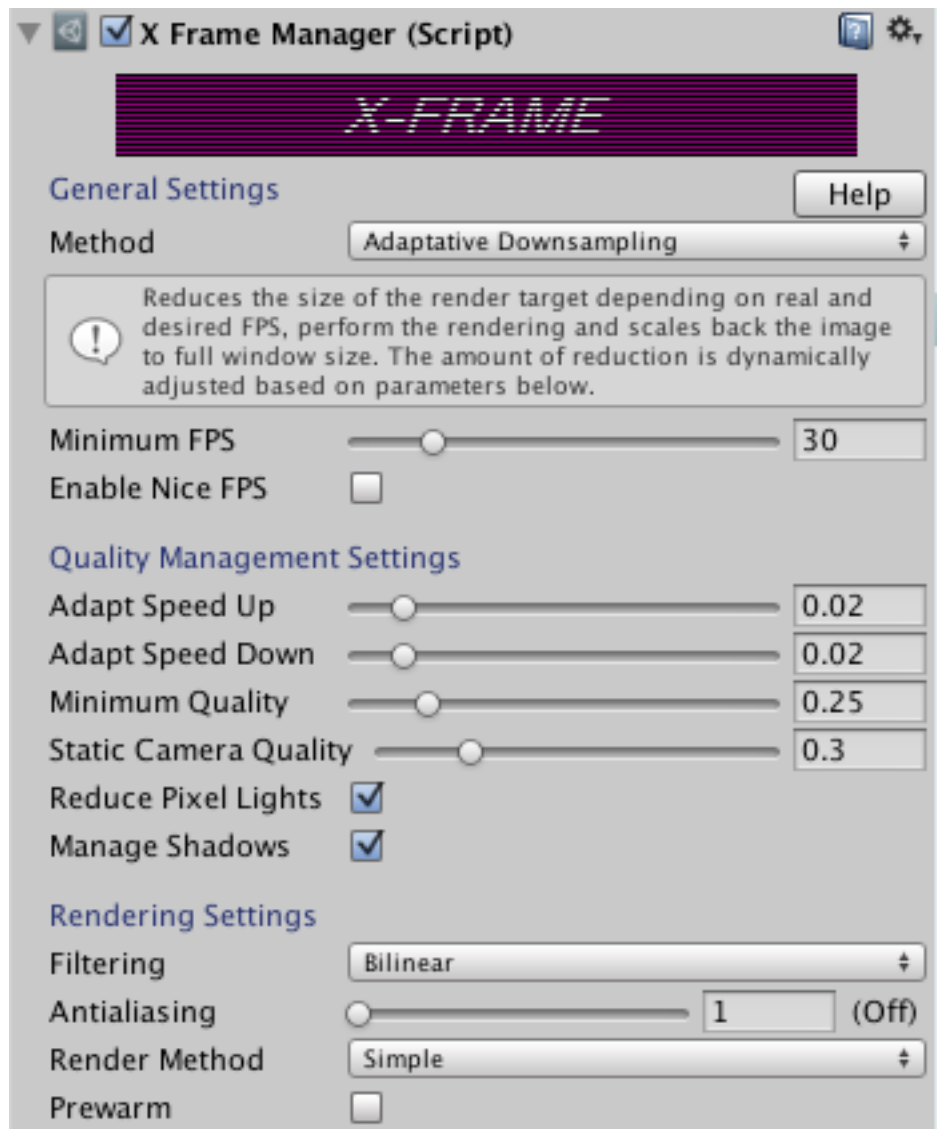 X Frame Manager (Script)
X-FRAME
General Settings
Help
Method Adaptative Downsampling
Reduces the size of the render target depending on real and
desired FPS, perform the rendering and scales back the image
to full window size. The amount of reduction is dynamically
adjusted based on parameters below.
Minimum FPS 30
Enable Nice FPS
Quality Management Settings
Adapt Speed Up 0.02
Adapt Speed Down 0.02
Minimum Quality 0.25
Static Camera Quality 0.3
Reduce Pixel Lights
Manage Shadows
Rendering Settings
Filtering Bilinear
Antialiasing 1 (Off)
Render Method Simple
Prewarm